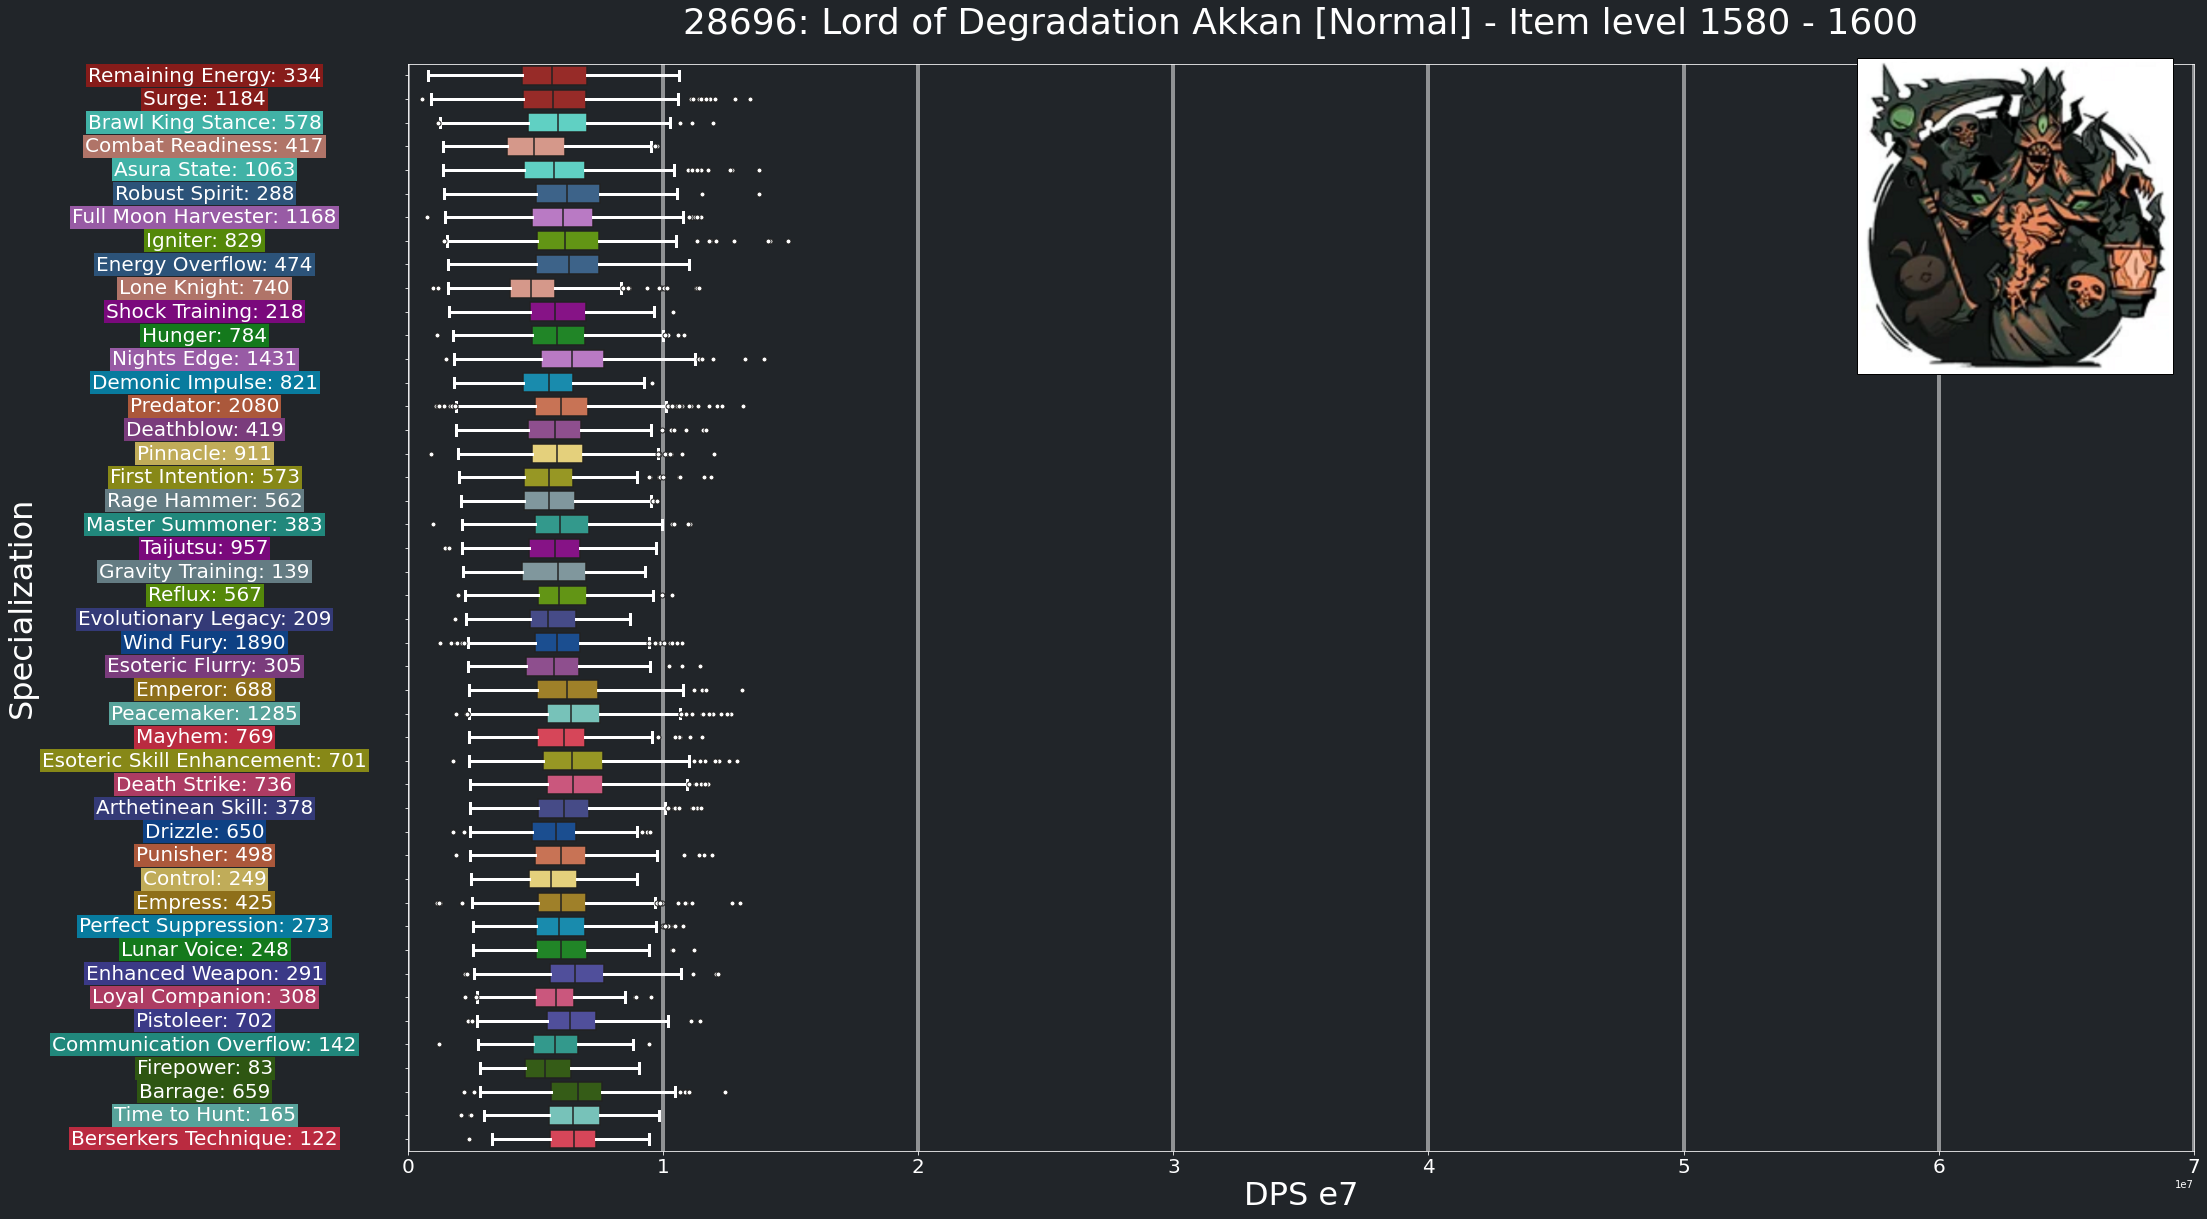 28696: Lord of Degradation Akkan [Normal] - Item level 1580 - 1600
Specialization
Remaining Energy: 334
Surge: 1184
Brawl King Stance: 578
Combat Readiness: 417
Asura State: 1063
Robust Spirit: 288
Full Moon Harvester: 1168
Igniter: 829
Energy Overflow: 474
Lone Knight: 740
Shock Training: 218
Hunger: 784
Nights Edge: 1431
Demonic Impulse: 821
Predator: 2080
Deathblow: 419
Pinnacle: 911
First Intention: 573
Rage Hammer: 562
Master Summoner: 383
Taijutsu: 957
Gravity Training: 139
Reflux: 567
Evolutionary Legacy: 209
Wind Fury: 1890
Esoteric Flurry: 305
Emperor: 688
Peacemaker: 1285
Mayhem: 769
Esoteric Skill Enhancement: 701
Death Strike: 736
Arthetinean Skill: 378
Drizzle: 650
Punisher: 498
Control: 249
Empress: 425
Perfect Suppression: 273
Lunar Voice: 248
Enhanced Weapon: 291
Loyal Companion: 308
Pistoleer: 702
Communication Overflow: 142
Firepower: 83
Barrage: 659
Time to Hunt: 165
Berserkers Technique: 122
0 1 2 3 4 5 6 7
DPS e7
1e7